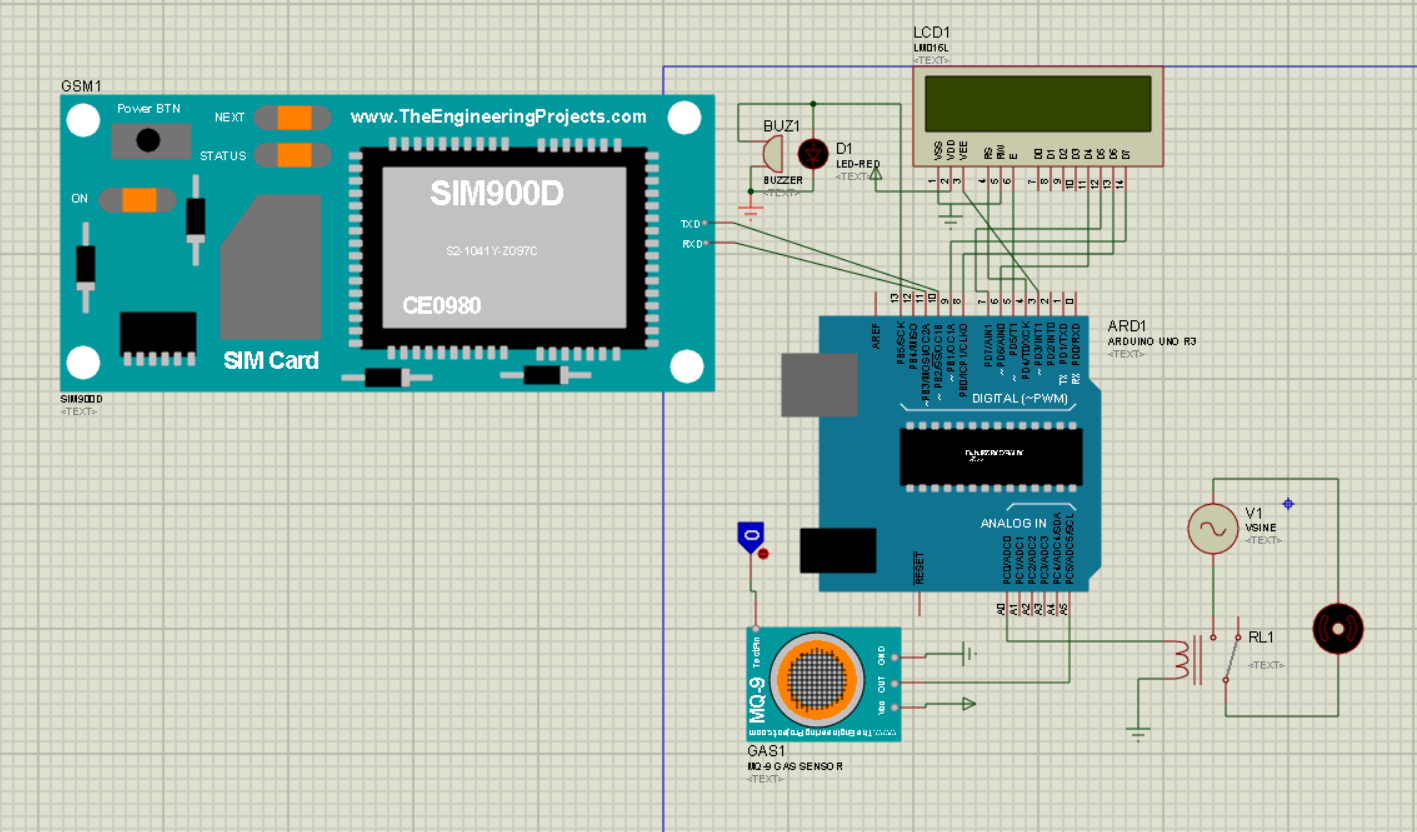 GSM1
Power BTN
NEXT
STATUS
ON
www.TheEngineeringProjects.com
SIM900D
S2-1041Y-Z097C
CE0980
SIM Card
TXD
RXD
SIM900D
<TEXT>
BUZ1
BUZZER
<TEXT>
D1
LED-RED
<TEXT>
LCD1
LM016L
<TEXT>
VSS
VDD
VEE
RS
RW
E
D0
D1
D2
D3
D4
D5
D6
D7
1
2
3
4
5
6
7
8
9
10
11
12
13
14
13
12
11
10
9
8
7
6
5
4
3
2
1
0
AREF
PB5/SCK
PB4/MISO
~PB3/MOSI/OC2A
~PB2/SS/OC1B
~PB1/OC1A
PB0/ICP1/CLKO
PD7/AIN1
~PD6/AIN0
~PD5/T1
PD4/T0/XCK
~PD3/INT1
PD2/INT0
TX PD1/TXD
RX PD0/RXD
DIGITAL (~PWM)
ARD1
ARDUINO UNO R3
<TEXT>
ANALOG IN
RESET
PC0/ADC0
PC1/ADC1
PC2/ADC2
PC3/ADC3
PC4/ADC4/SDA
PC5/ADC5/SCL
A0
A1
A2
A3
A4
A5
0
TestPin
MQ-9
GND
OUT
Vcc
www.TheEngineeringProjects.com
GAS1
MQ-9 GAS SENSOR
<TEXT>
V1
VSINE
<TEXT>
RL1
<TEXT>